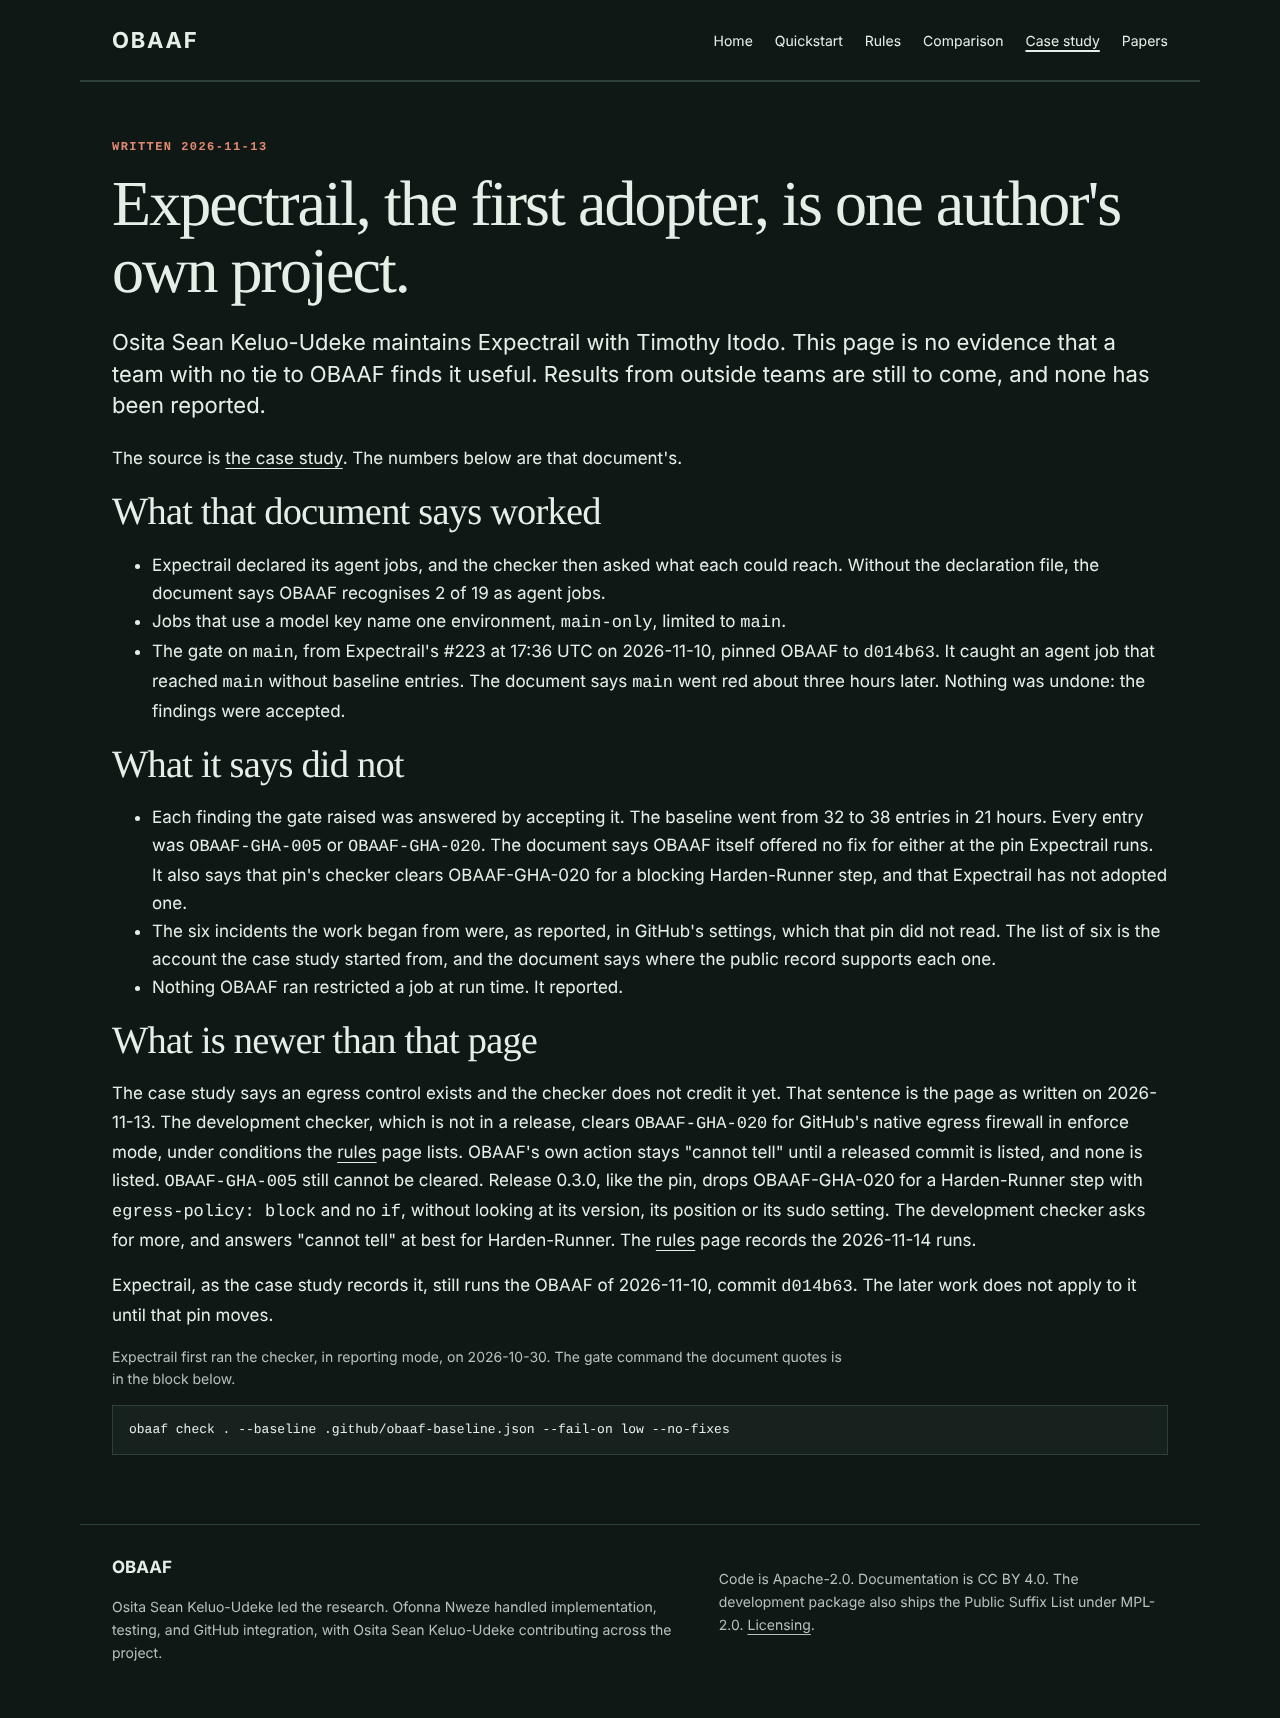 OBAAF
Home Quickstart Rules Comparison Case study Papers
WRITTEN 2026-11-13
Expectrail, the first adopter, is one author's
own project.
Osita Sean Keluo-Udeke maintains Expectrail with Timothy Itodo. This page is no evidence that a
team with no tie to OBAAF finds it useful. Results from outside teams are still to come, and none has
been reported.
The source is the case study. The numbers below are that document's.
What that document says worked
• Expectrail declared its agent jobs, and the checker then asked what each could reach. Without the declaration file, the
document says OBAAF recognises 2 of 19 as agent jobs.
• Jobs that use a model key name one environment, main-only, limited to main.
• The gate on main, from Expectrail's #223 at 17:36 UTC on 2026-11-10, pinned OBAAF to d014b63. It caught an agent job that
reached main without baseline entries. The document says main went red about three hours later. Nothing was undone: the
findings were accepted.
What it says did not
• Each finding the gate raised was answered by accepting it. The baseline went from 32 to 38 entries in 21 hours. Every entry
was OBAAF-GHA-005 or OBAAF-GHA-020. The document says OBAAF itself offered no fix for either at the pin Expectrail runs.
It also says that pin's checker clears OBAAF-GHA-020 for a blocking Harden-Runner step, and that Expectrail has not adopted
one.
• The six incidents the work began from were, as reported, in GitHub's settings, which that pin did not read. The list of six is the
account the case study started from, and the document says where the public record supports each one.
• Nothing OBAAF ran restricted a job at run time. It reported.
What is newer than that page
The case study says an egress control exists and the checker does not credit it yet. That sentence is the page as written on 2026-
11-13. The development checker, which is not in a release, clears OBAAF-GHA-020 for GitHub's native egress firewall in enforce
mode, under conditions the rules page lists. OBAAF's own action stays "cannot tell" until a released commit is listed, and none is
listed. OBAAF-GHA-005 still cannot be cleared. Release 0.3.0, like the pin, drops OBAAF-GHA-020 for a Harden-Runner step with
egress-policy: block and no if, without looking at its version, its position or its sudo setting. The development checker asks
for more, and answers "cannot tell" at best for Harden-Runner. The rules page records the 2026-11-14 runs.
Expectrail, as the case study records it, still runs the OBAAF of 2026-11-10, commit d014b63. The later work does not apply to it
until that pin moves.
Expectrail first ran the checker, in reporting mode, on 2026-10-30. The gate command the document quotes is
in the block below.
obaaf check . --baseline .github/obaaf-baseline.json --fail-on low --no-fixes
OBAAF
Osita Sean Keluo-Udeke led the research. Ofonna Nweze handled implementation,
testing, and GitHub integration, with Osita Sean Keluo-Udeke contributing across the
project.
Code is Apache-2.0. Documentation is CC BY 4.0. The
development package also ships the Public Suffix List under MPL-
2.0. Licensing.